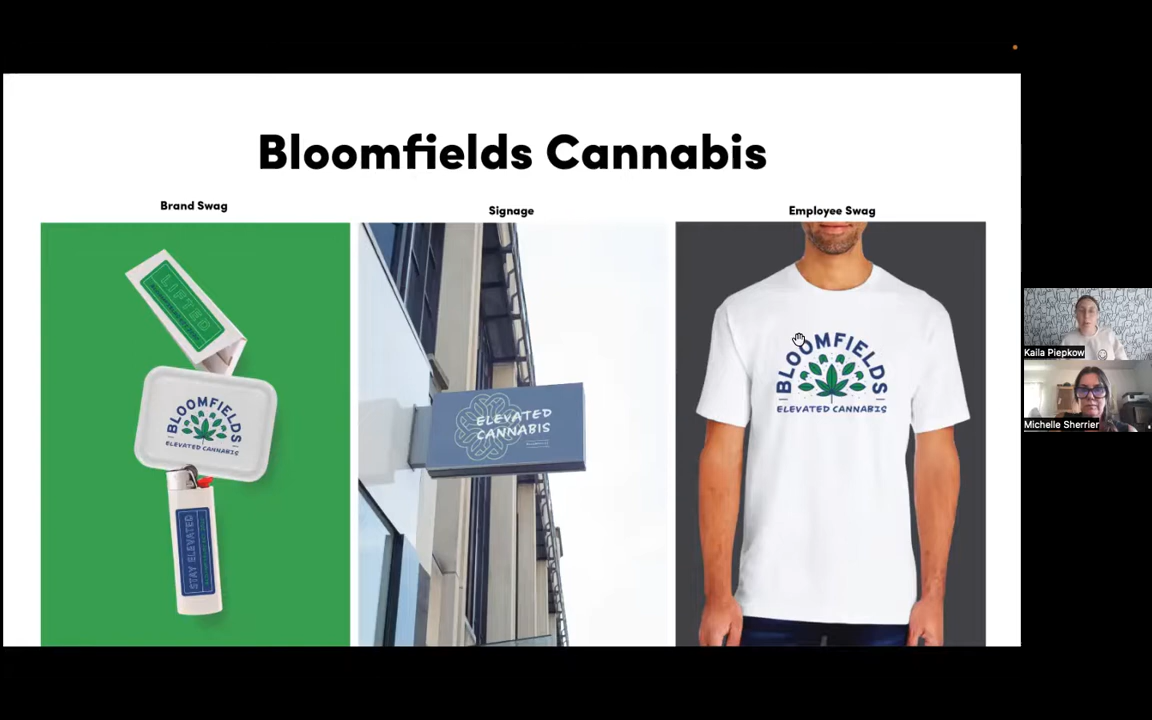 Bloomfields Cannabis
Brand Swag
Signage
Employee Swag
LIFTED
BLOOMFIELDS
ELEVATED CANNABIS
STAY ELEVATED
ELEVATED
CANNABIS
BLOOMFIELDS
ELEVATED CANNABIS
Kaila Piepkow
Michelle Sherrier